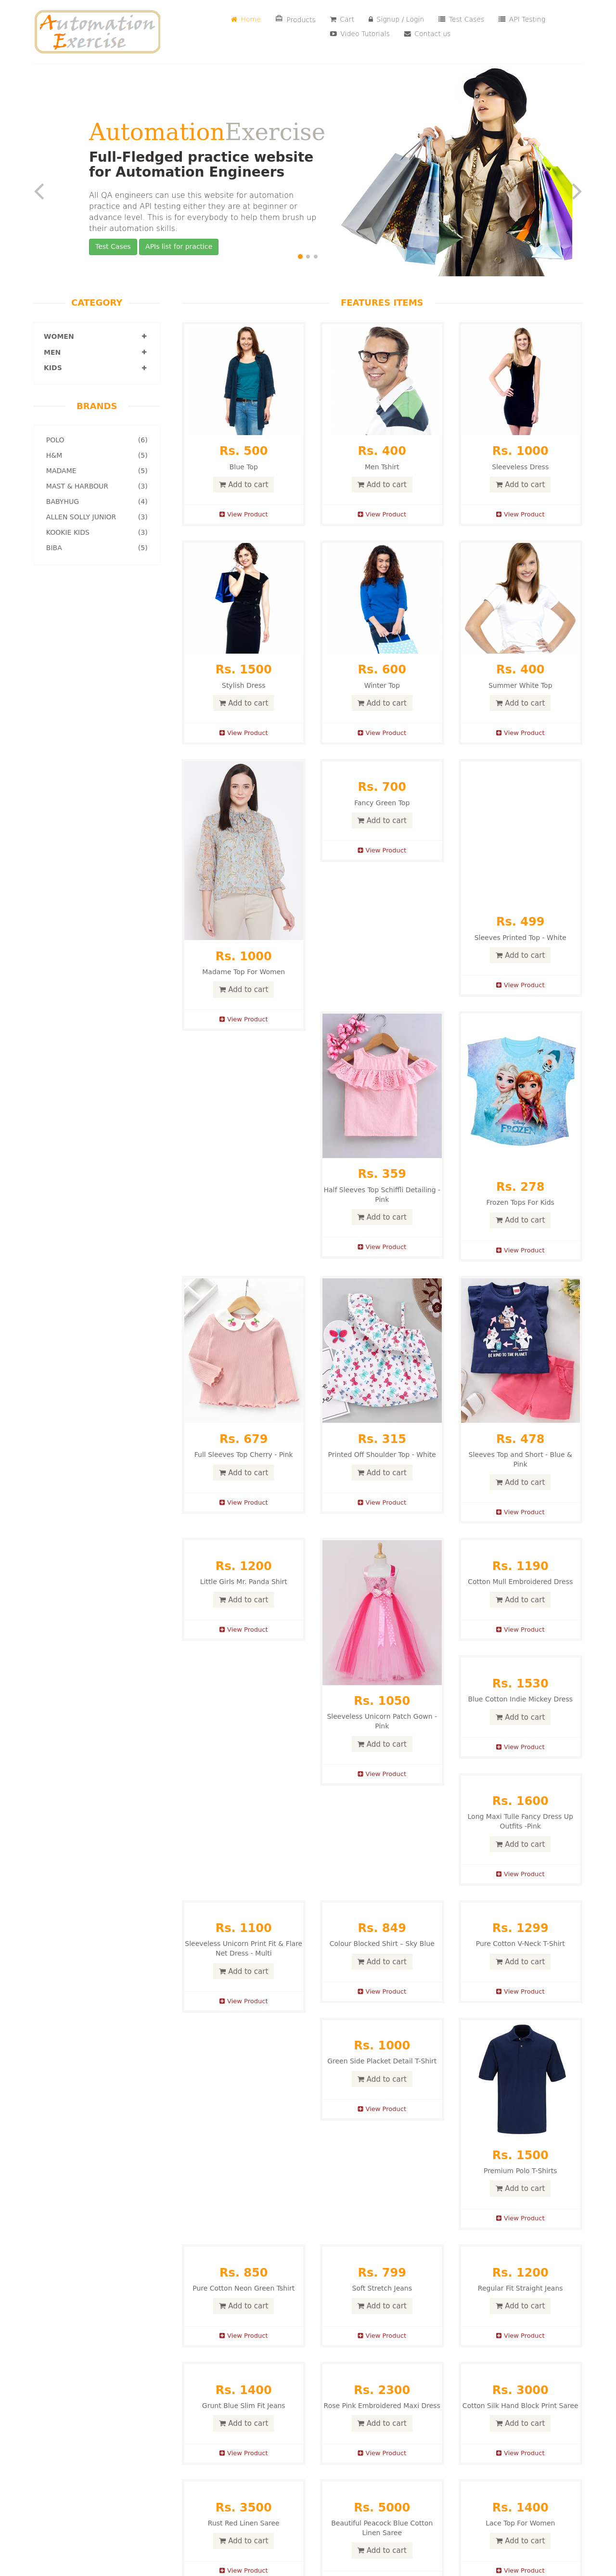 Automation
Exercise
Home
Products
Cart
Signup / Login
Test Cases
API Testing
Video Tutorials
Contact us
AutomationExercise
Full-Fledged practice website
for Automation Engineers
All QA engineers can use this website for automation
practice and API testing either they are at beginner or
advance level. This is for everybody to help them brush up
their automation skills.
Test Cases
APIs list for practice
CATEGORY
WOMEN
MEN
KIDS
BRANDS
POLO (6)
H&M (5)
MADAME (5)
MAST & HARBOUR (3)
BABYHUG (4)
ALLEN SOLLY JUNIOR (3)
KOOKIE KIDS (3)
BIBA (5)
FEATURES ITEMS
Rs. 500
Blue Top
Add to cart
View Product
Rs. 400
Men Tshirt
Add to cart
View Product
Rs. 1000
Sleeveless Dress
Add to cart
View Product
Rs. 1500
Stylish Dress
Add to cart
View Product
Rs. 600
Winter Top
Add to cart
View Product
Rs. 400
Summer White Top
Add to cart
View Product
Rs. 1000
Madame Top For Women
Add to cart
View Product
Rs. 700
Fancy Green Top
Add to cart
View Product
Rs. 499
Sleeves Printed Top - White
Add to cart
View Product
Rs. 359
Half Sleeves Top Schiffli Detailing -
Pink
Add to cart
View Product
FROZEN
Rs. 278
Frozen Tops For Kids
Add to cart
View Product
Rs. 679
Full Sleeves Top Cherry - Pink
Add to cart
View Product
Rs. 315
Printed Off Shoulder Top - White
Add to cart
View Product
BE KIND TO THE PLANET
Rs. 478
Sleeves Top and Short - Blue &
Pink
Add to cart
View Product
Rs. 1200
Little Girls Mr. Panda Shirt
Add to cart
View Product
Rs. 1050
Sleeveless Unicorn Patch Gown -
Pink
Add to cart
View Product
Rs. 1190
Cotton Mull Embroidered Dress
Add to cart
View Product
Rs. 1530
Blue Cotton Indie Mickey Dress
Add to cart
View Product
Rs. 1600
Long Maxi Tulle Fancy Dress Up
Outfits -Pink
Add to cart
View Product
Rs. 1100
Sleeveless Unicorn Print Fit & Flare
Net Dress - Multi
Add to cart
View Product
Rs. 849
Colour Blocked Shirt – Sky Blue
Add to cart
View Product
Rs. 1299
Pure Cotton V-Neck T-Shirt
Add to cart
View Product
Rs. 1000
Green Side Placket Detail T-Shirt
Add to cart
View Product
Rs. 1500
Premium Polo T-Shirts
Add to cart
View Product
Rs. 850
Pure Cotton Neon Green Tshirt
Add to cart
View Product
Rs. 799
Soft Stretch Jeans
Add to cart
View Product
Rs. 1200
Regular Fit Straight Jeans
Add to cart
View Product
Rs. 1400
Grunt Blue Slim Fit Jeans
Add to cart
View Product
Rs. 2300
Rose Pink Embroidered Maxi Dress
Add to cart
View Product
Rs. 3000
Cotton Silk Hand Block Print Saree
Add to cart
View Product
Rs. 3500
Rust Red Linen Saree
Add to cart
View Product
Rs. 5000
Beautiful Peacock Blue Cotton
Linen Saree
Add to cart
Rs. 1400
Lace Top For Women
Add to cart
View Product